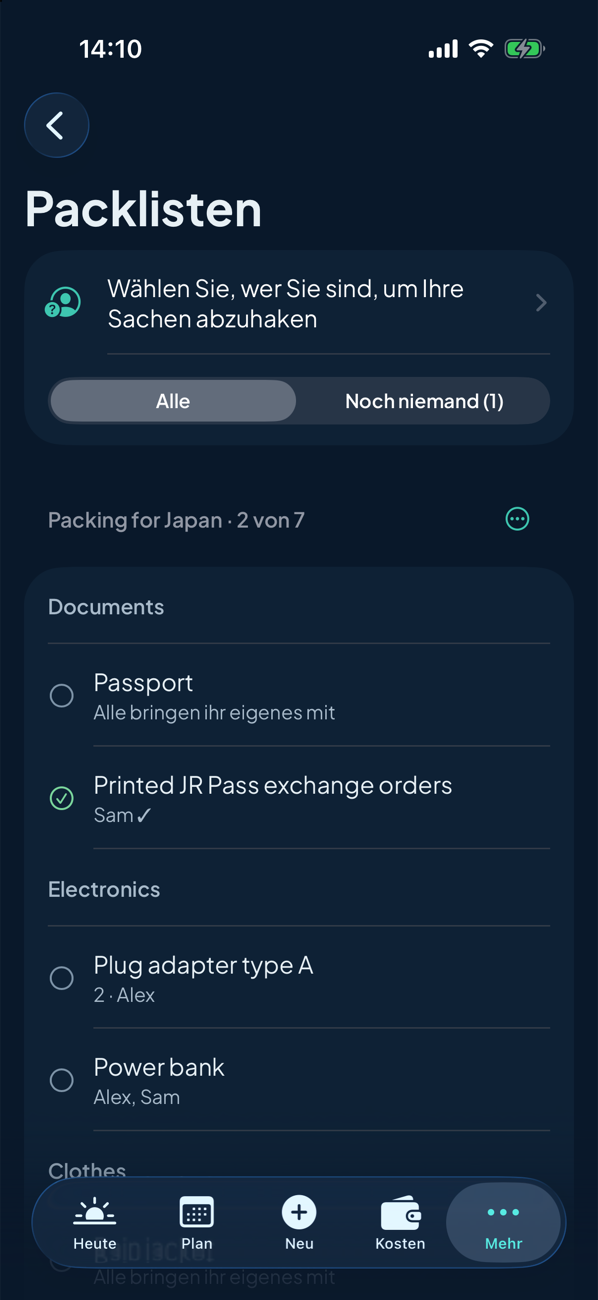 14:10
Packlisten
Wählen Sie, wer Sie sind, um Ihre
Sachen abzuhaken
Alle
Noch niemand (1)
Packing for Japan · 2 von 7
Documents
Passport
Alle bringen ihr eigenes mit
Printed JR Pass exchange orders
Sam ✓
Electronics
Plug adapter type A
2 · Alex
Power bank
Alex, Sam
Clothes
Heute
Plan
Neu
Kosten
Mehr
Alle bringen ihr eigenes mit